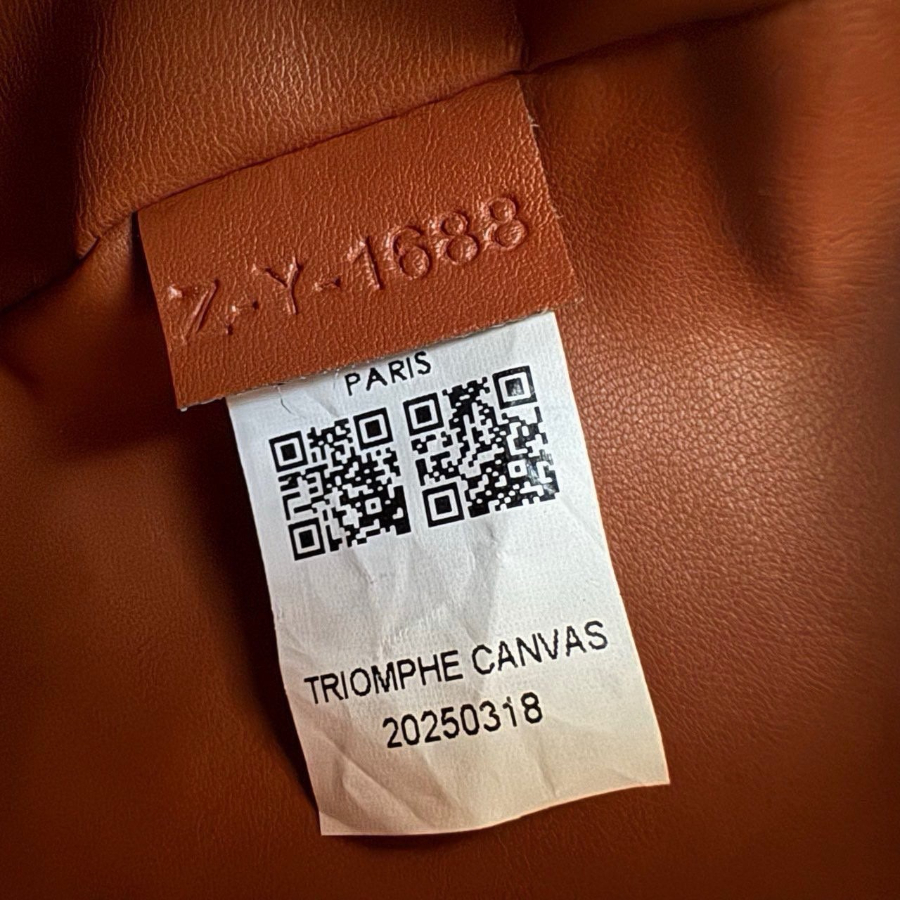 Z-Y-1688
PARIS
TRIOMPHE CANVAS
20250318